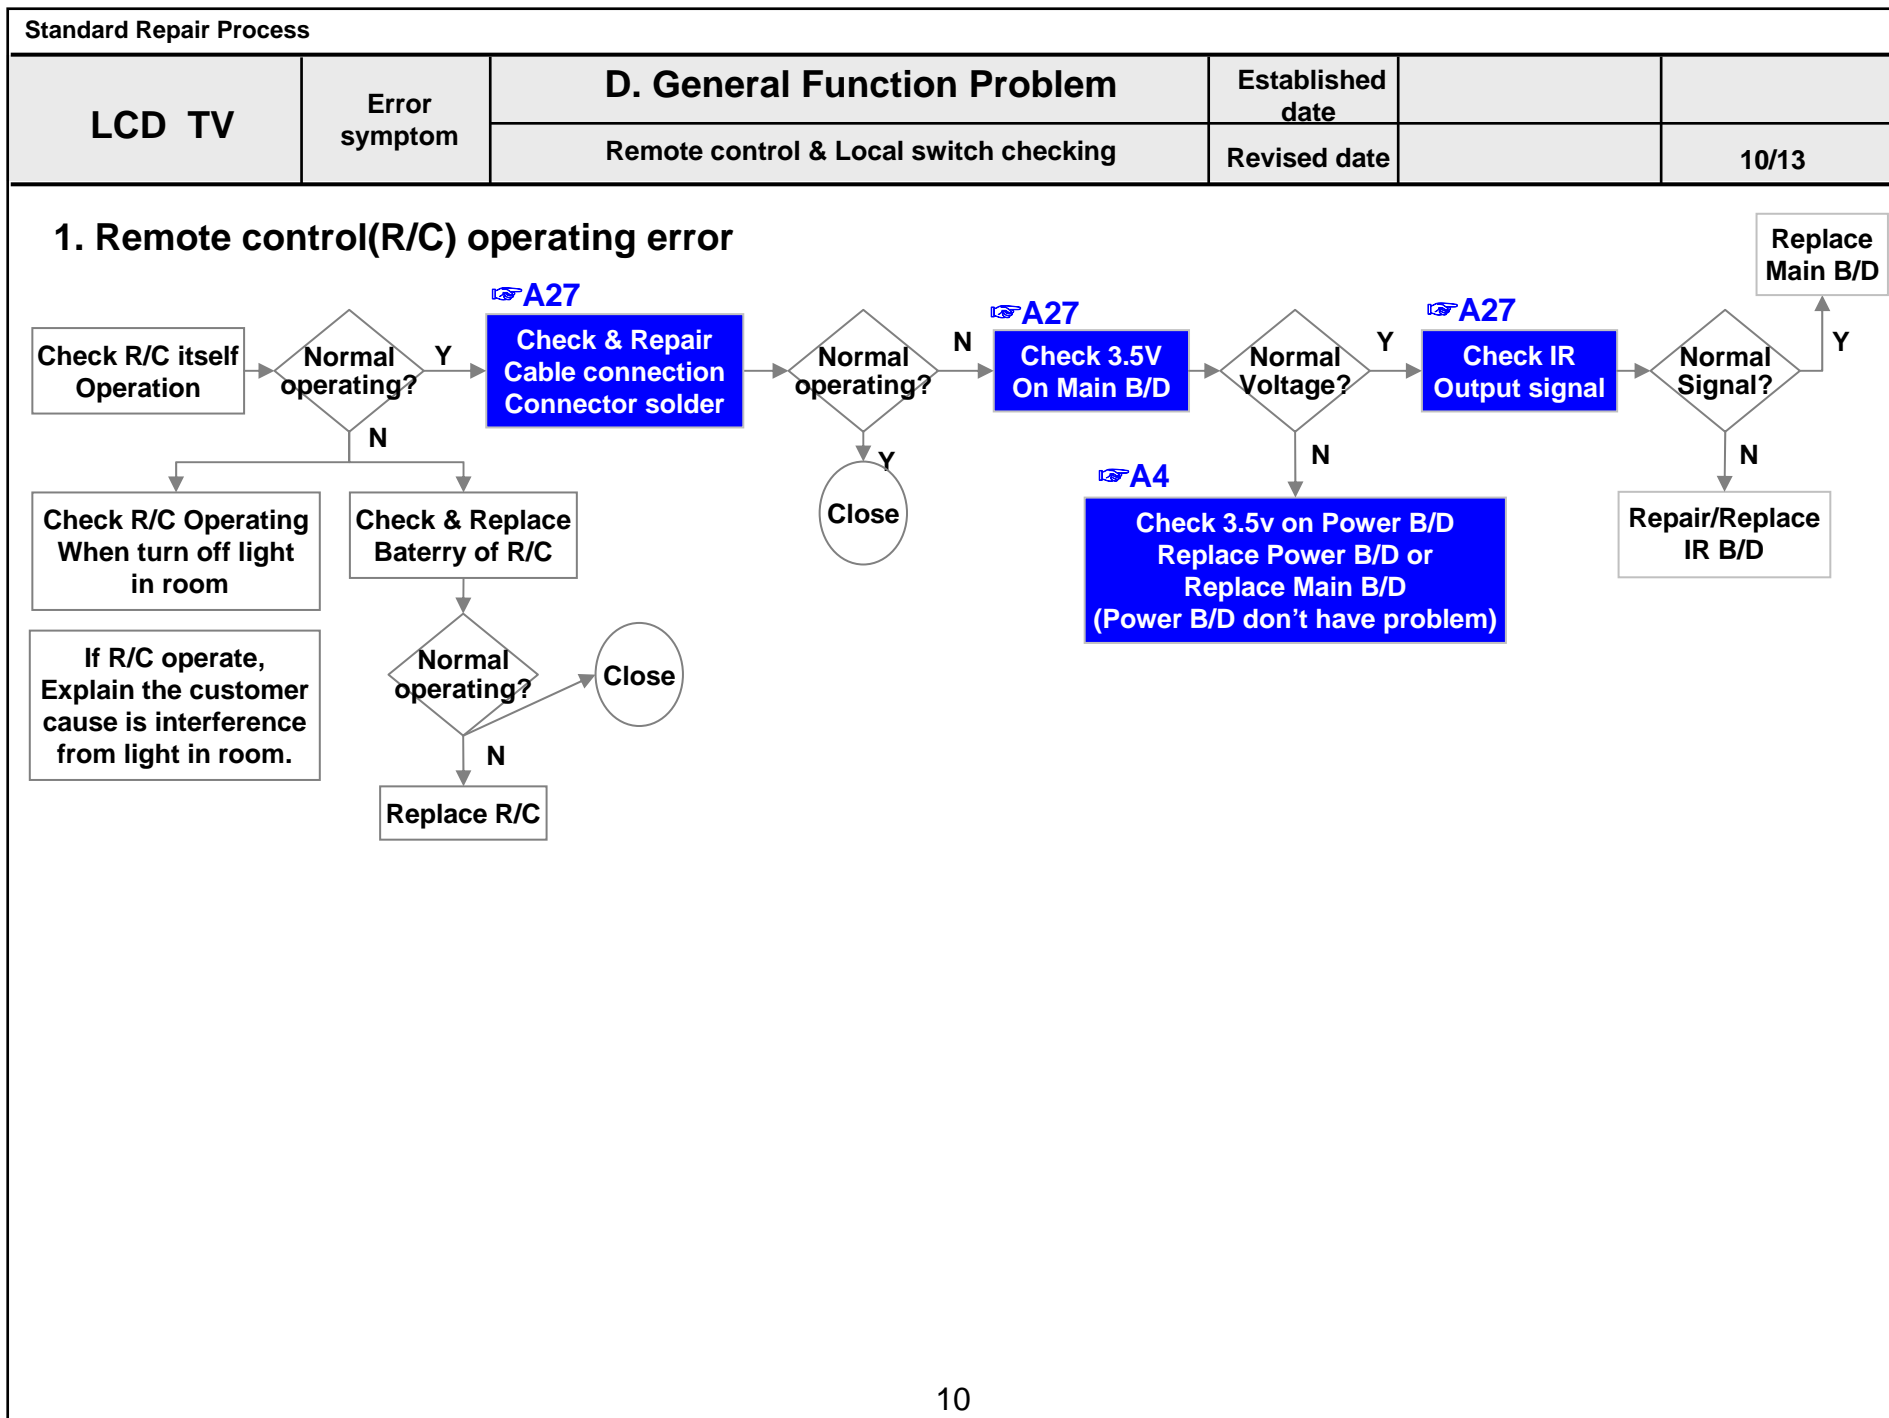 Standard Repair Process
LCD  TV
Error
symptom
D. General Function Problem
Established
date
Remote control & Local switch checking
Revised date
10/13
1. Remote control(R/C) operating error
Replace
Main B/D
☞A27
☞A27
☞A27
Check R/C itself
Operation
Normal
operating?
Y
Check & Repair
Cable connection
Connector solder
Normal
operating?
N
Check 3.5V
On Main B/D
Normal
Voltage?
Y
Check IR
Output signal
Normal
Signal?
Y
N
Y
N
N
☞A4
Check R/C Operating
When turn off light
in room
Check & Replace
Baterry of R/C
Close
Check 3.5v on Power B/D
Replace Power B/D or
Replace Main B/D
(Power B/D don't have problem)
Repair/Replace
IR B/D
If R/C operate,
Explain the customer
cause is interference
from light in room.
Normal
operating?
Close
N
Replace R/C
10